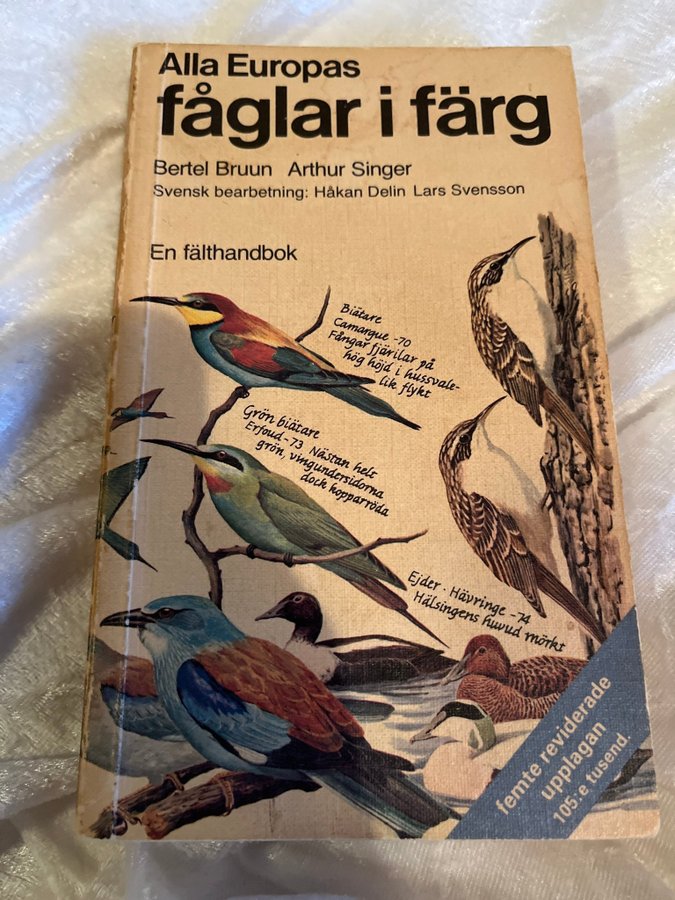 Alla Europas
fåglar i färg
Bertel Bruun Arthur Singer
Svensk bearbetning: Håkan Delin Lars Svensson
En fälthandbok
Biätare
Camargue -70
Fångar fjärilar på
hög höjd i hussvale-
lik flykt
Grön biätare
Erfoud -73 Nästan helt
grön, vingundersidorna
dock kopparröda
Ejder · Hävringe -74
Hälsingens huvud mörkt
femte reviderade
upplagan
105:e tusend.